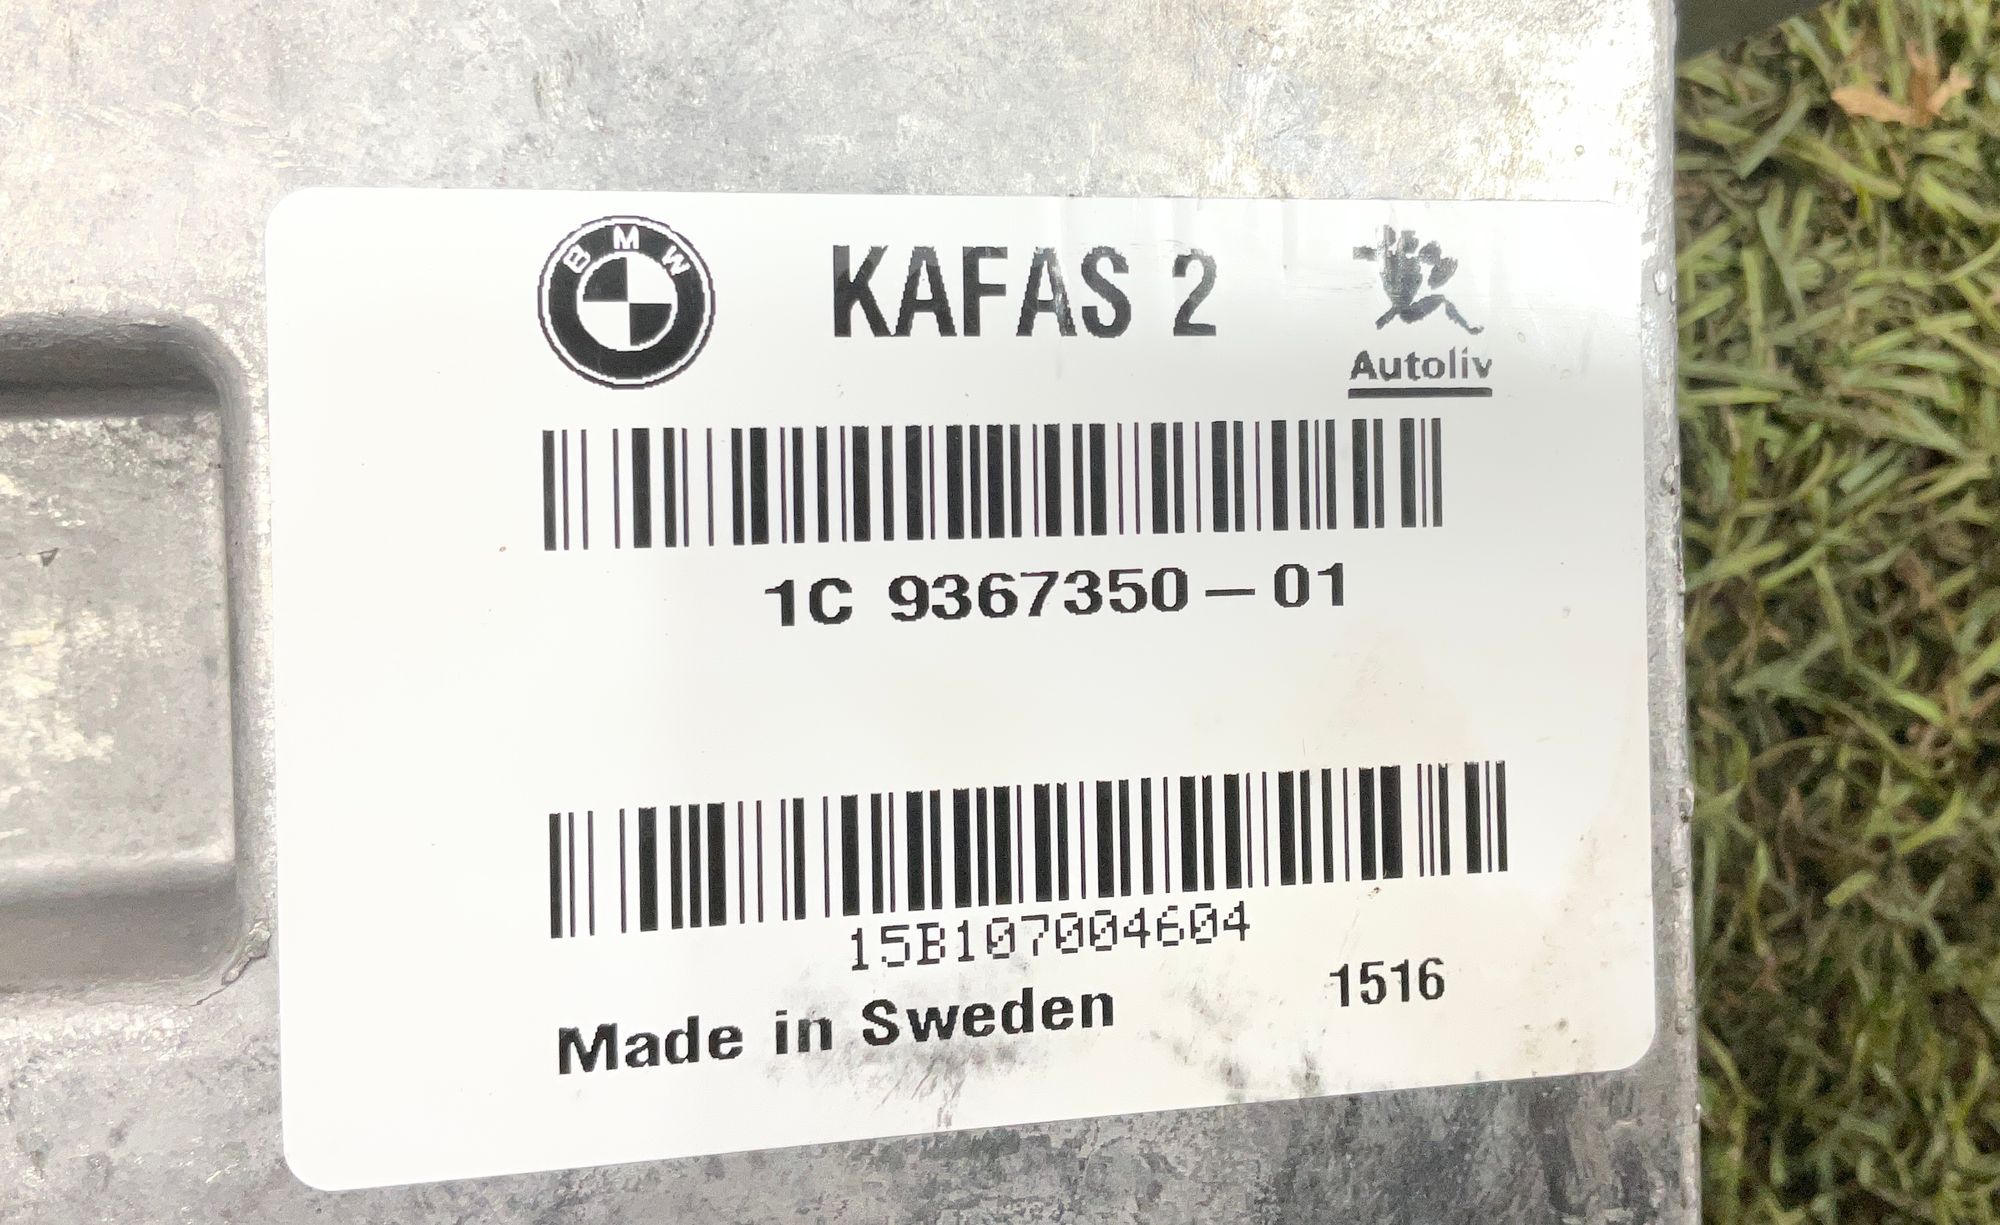 BMW
KAFAS 2
Autoliv
1C 9367350-01
15B107004604
1516
Made in Sweden